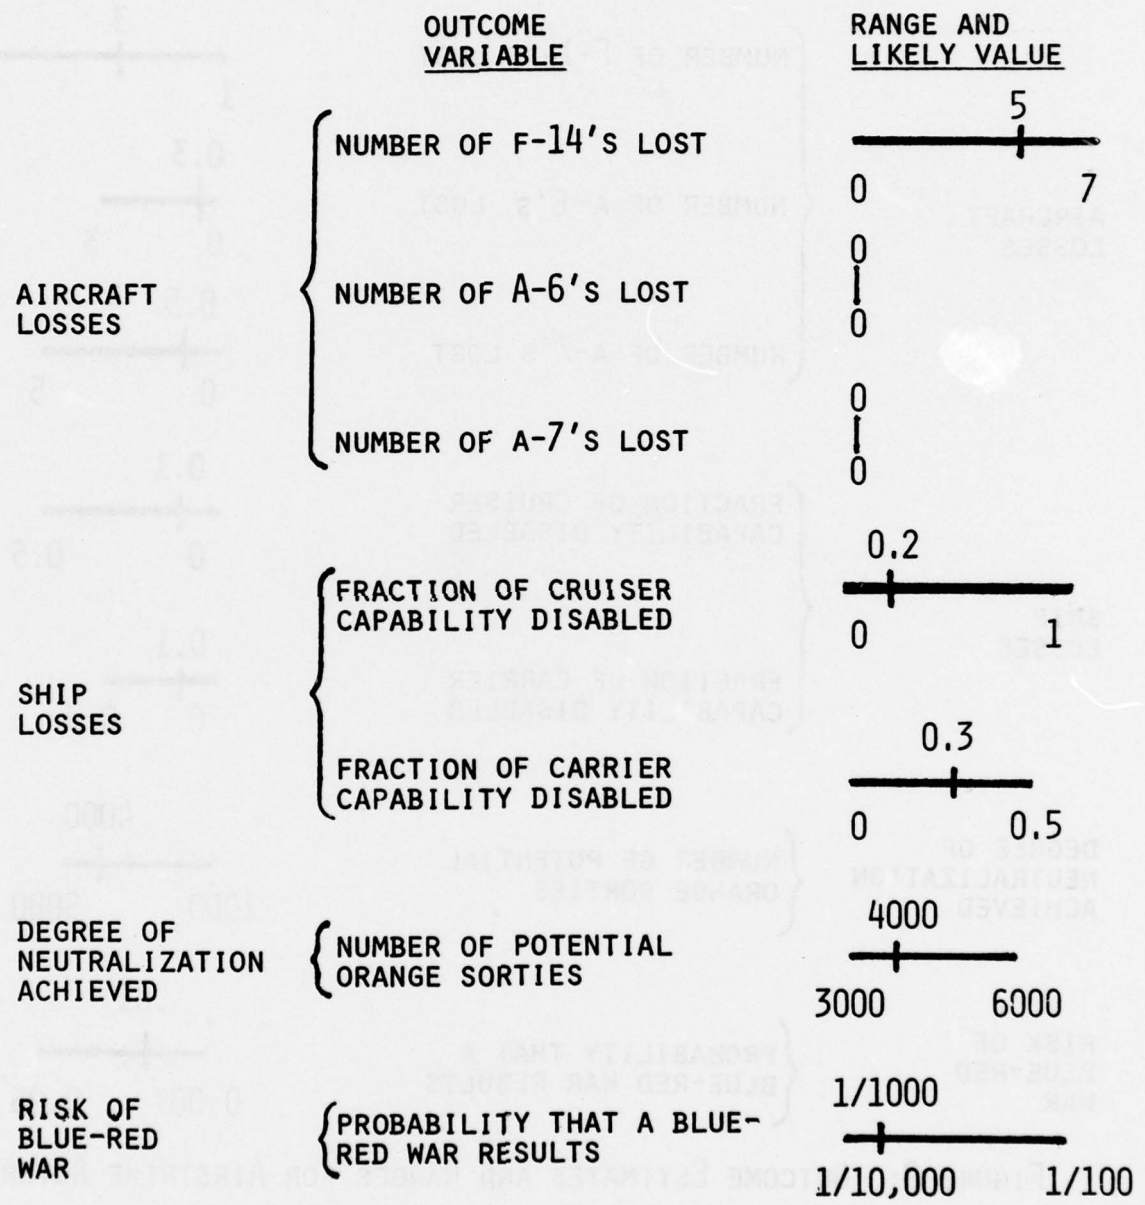 OUTCOME
VARIABLE
RANGE AND
LIKELY VALUE
AIRCRAFT
LOSSES
NUMBER OF F-14'S LOST
5
0 7
NUMBER OF A-6'S LOST
0
0
NUMBER OF A-7'S LOST
0
0
SHIP
LOSSES
FRACTION OF CRUISER
CAPABILITY DISABLED
0.2
0 1
FRACTION OF CARRIER
CAPABILITY DISABLED
0.3
0 0.5
DEGREE OF
NEUTRALIZATION
ACHIEVED
NUMBER OF POTENTIAL
ORANGE SORTIES
4000
3000 6000
RISK OF
BLUE-RED
WAR
PROBABILITY THAT A BLUE-
RED WAR RESULTS
1/1000
1/10,000 1/100